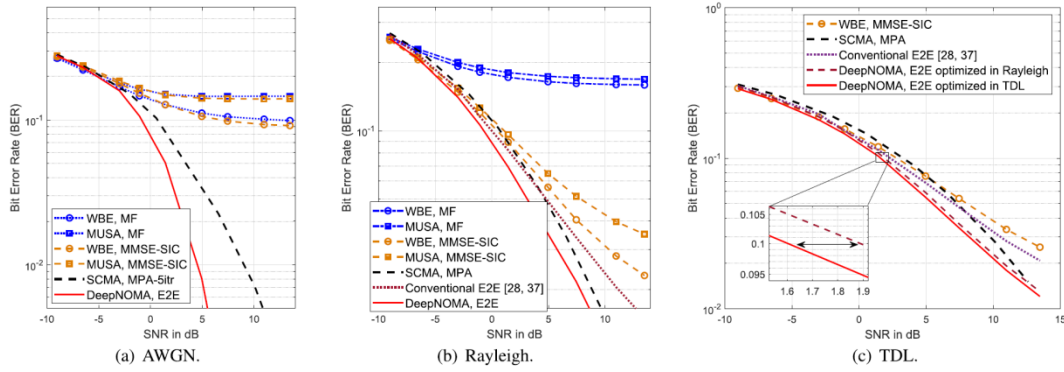 Bit Error Rate (BER)
10^-1
10^-2
-10
-5
0
5
10
SNR in dB
WBE, MF
MUSA, MF
WBE, MMSE-SIC
MUSA, MMSE-SIC
SCMA, MPA-5itr
DeepNOMA, E2E
(a) AWGN.
Bit Error Rate (BER)
10^-1
-10
-5
0
5
10
SNR in dB
WBE, MF
MUSA, MF
WBE, MMSE-SIC
MUSA, MMSE-SIC
SCMA, MPA
Conventional E2E [28, 37]
DeepNOMA, E2E
(b) Rayleigh.
Bit Error Rate (BER)
10^0
10^-1
10^-2
-10
-5
0
5
10
15
SNR in dB
WBE, MMSE-SIC
SCMA, MPA
Conventional E2E [28, 37]
DeepNOMA, E2E optimized in Rayleigh
DeepNOMA, E2E optimized in TDL
0.105
0.1
0.095
1.6
1.7
1.8
1.9
(c) TDL.